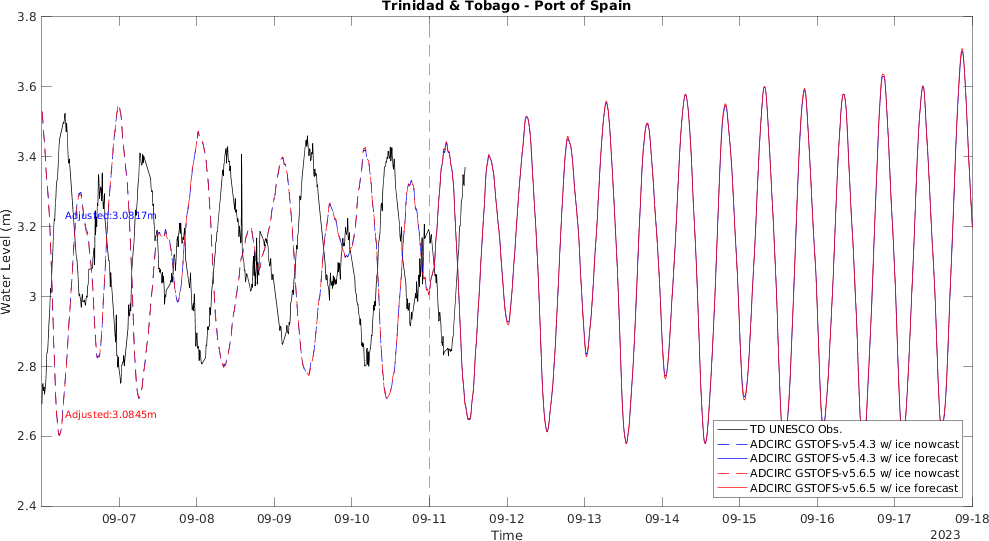 Trinidad & Tobago - Port of Spain
3.8
3.6
3.4
3.2
3
2.8
2.6
2.4
Water Level (m)
Adjusted:3.0817m
Adjusted:3.0845m
TD UNESCO Obs.
ADCIRC GSTOFS-v5.4.3 w/ ice nowcast
ADCIRC GSTOFS-v5.4.3 w/ ice forecast
ADCIRC GSTOFS-v5.6.5 w/ ice nowcast
ADCIRC GSTOFS-v5.6.5 w/ ice forecast
09-07 09-08 09-09 09-10 09-11 09-12 09-13 09-14 09-15 09-16 09-17 09-18
Time
2023